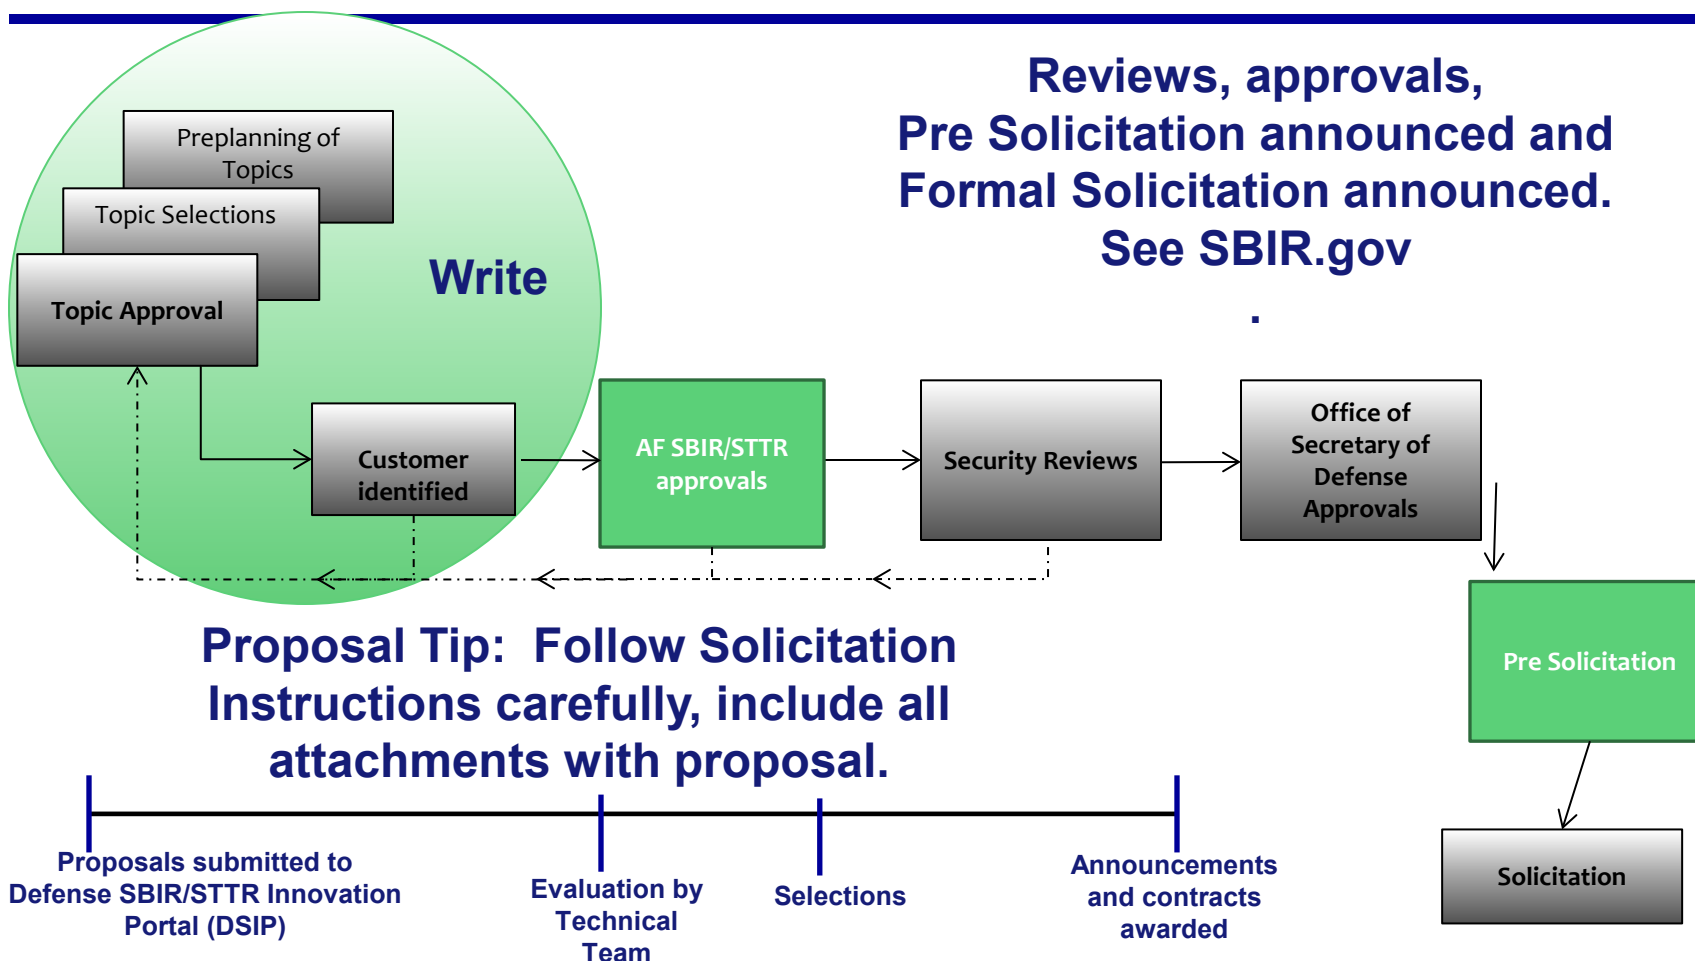 Reviews, approvals,
Pre Solicitation announced and
Formal Solicitation announced.
See SBIR.gov
.
Preplanning of
Topics
Topic Selections
Topic Approval
Write
Customer
identified
AF SBIR/STTR
approvals
Security Reviews
Office of
Secretary of
Defense
Approvals
Pre Solicitation
Solicitation
Proposal Tip: Follow Solicitation
Instructions carefully, include all
attachments with proposal.
Proposals submitted to
Defense SBIR/STTR Innovation
Portal (DSIP)
Evaluation by
Technical
Team
Selections
Announcements
and contracts
awarded